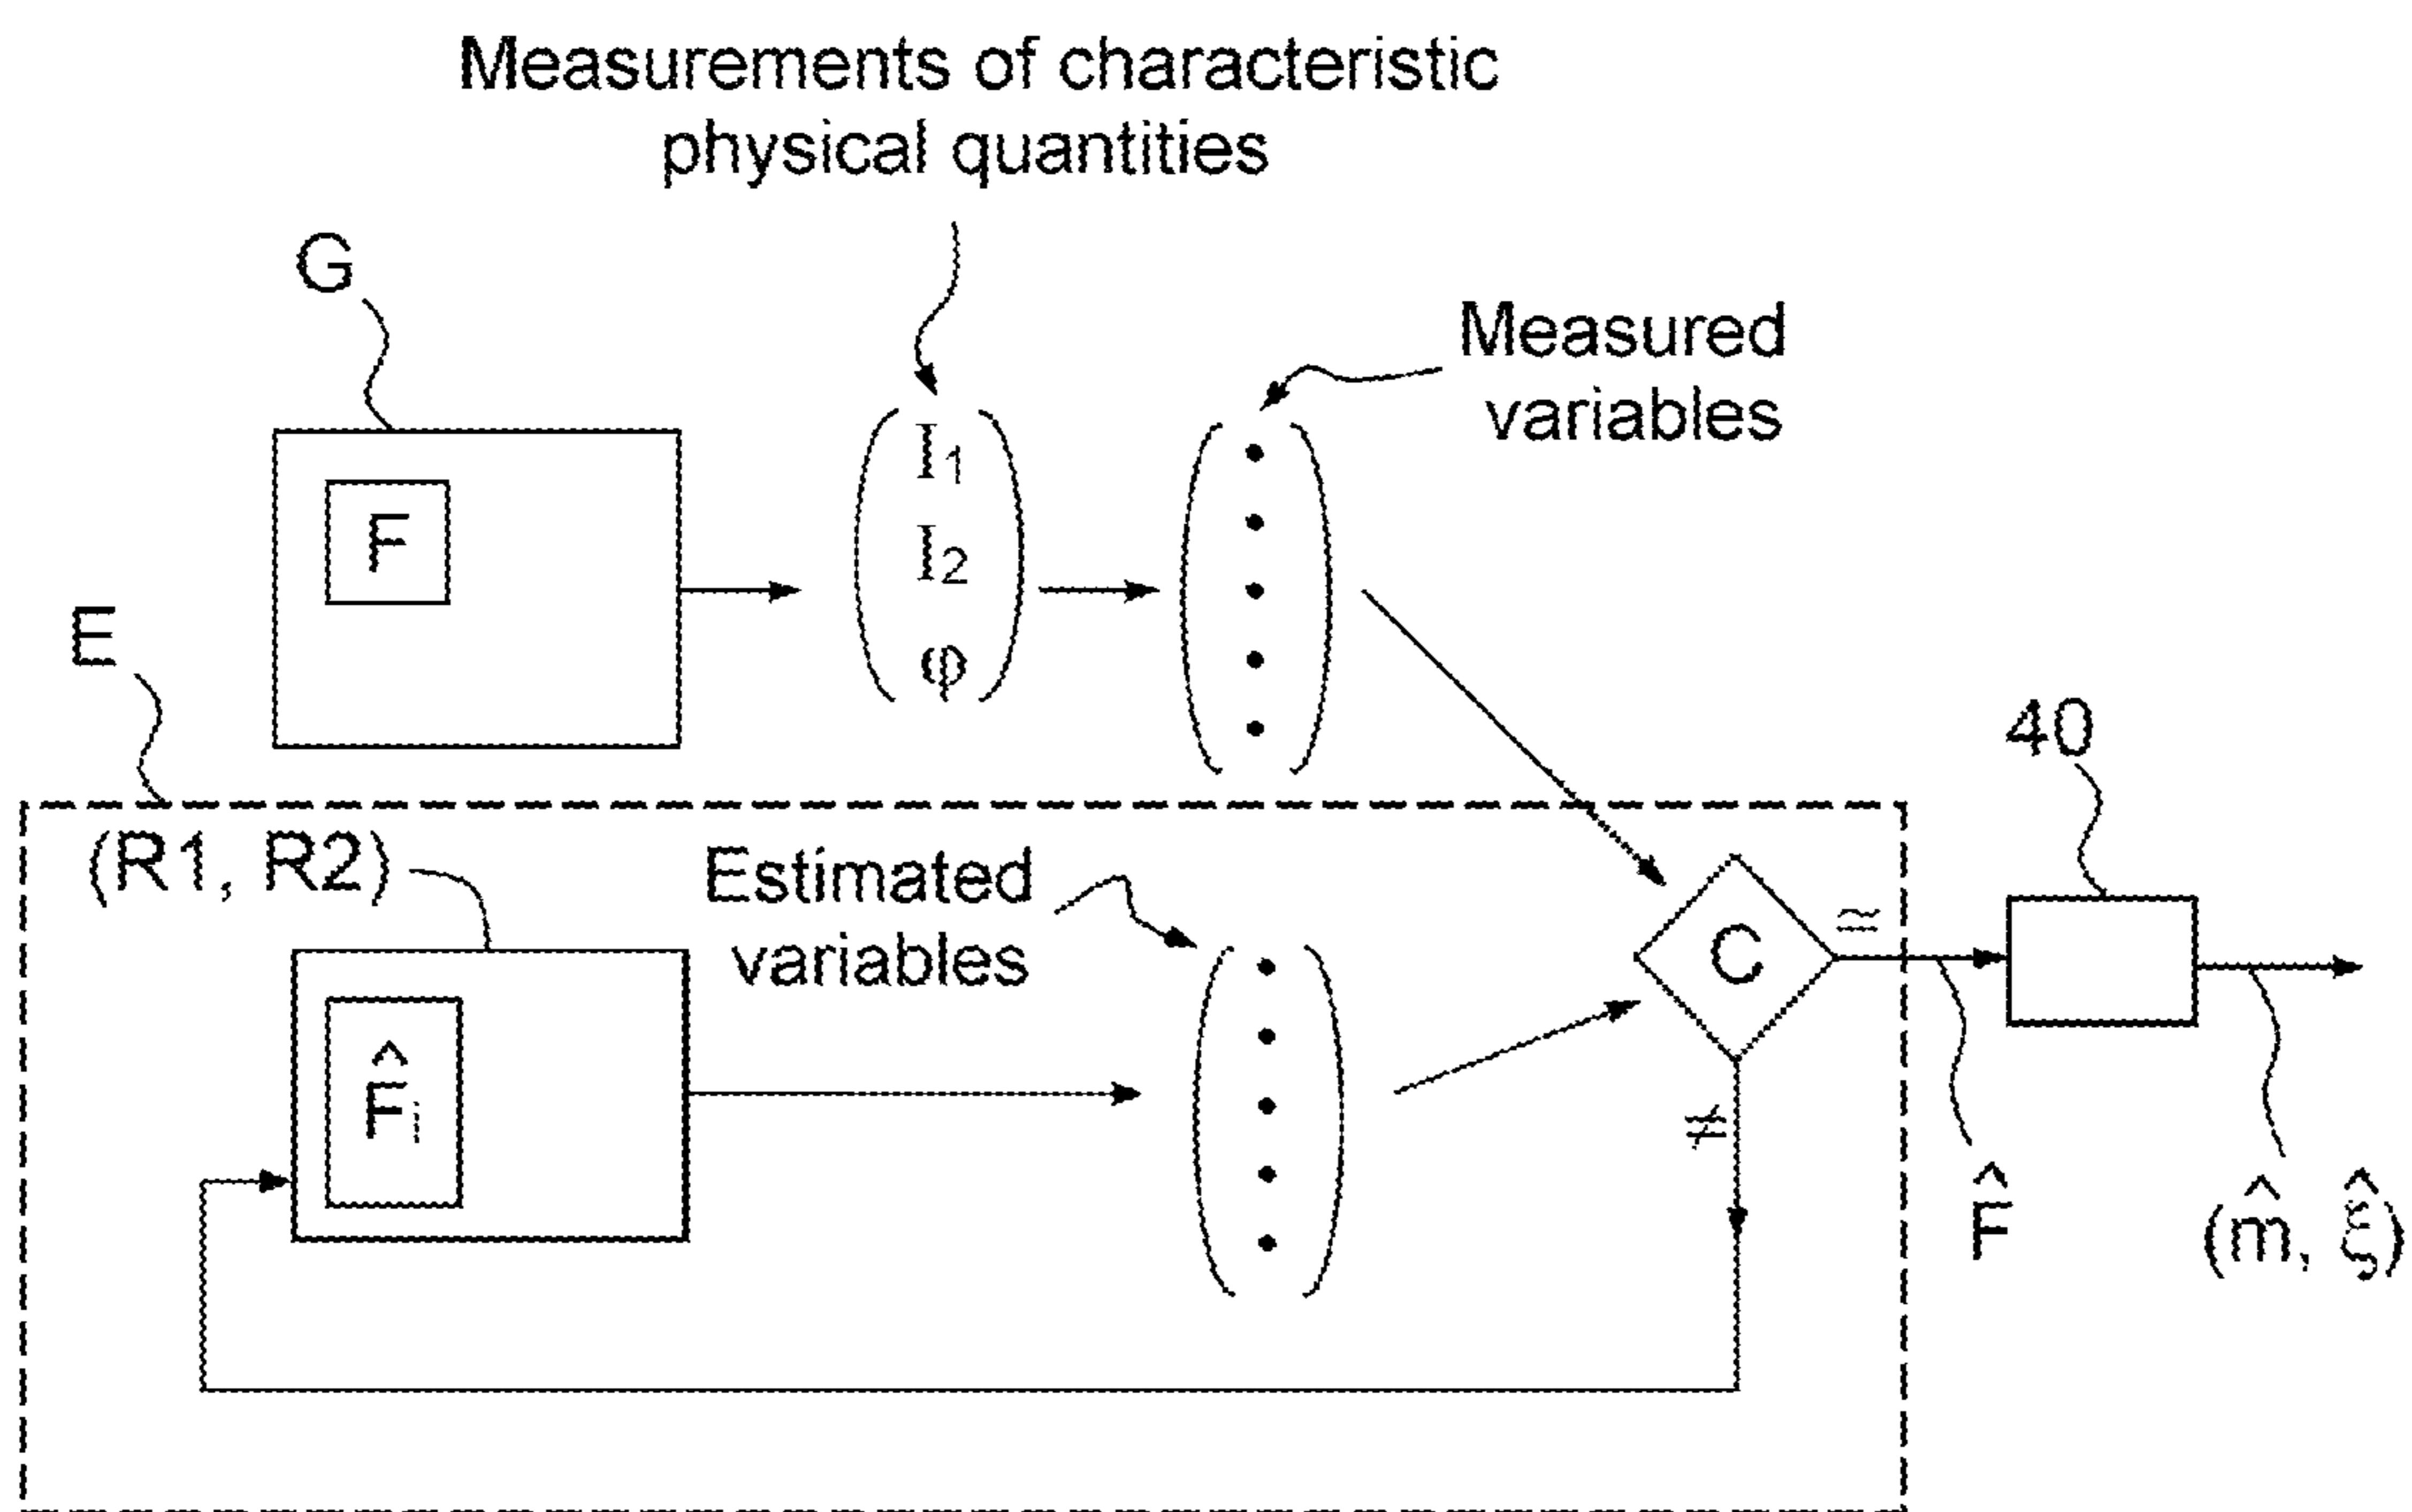 Measurements of characteristic
physical quantities
G
Measured
variables
I₁
I₂
φ
F
E
40
(R1, R2)
Estimated
variables
C
≅
F̂ᵢ
≇
F̂
(m̂, ξ̂)